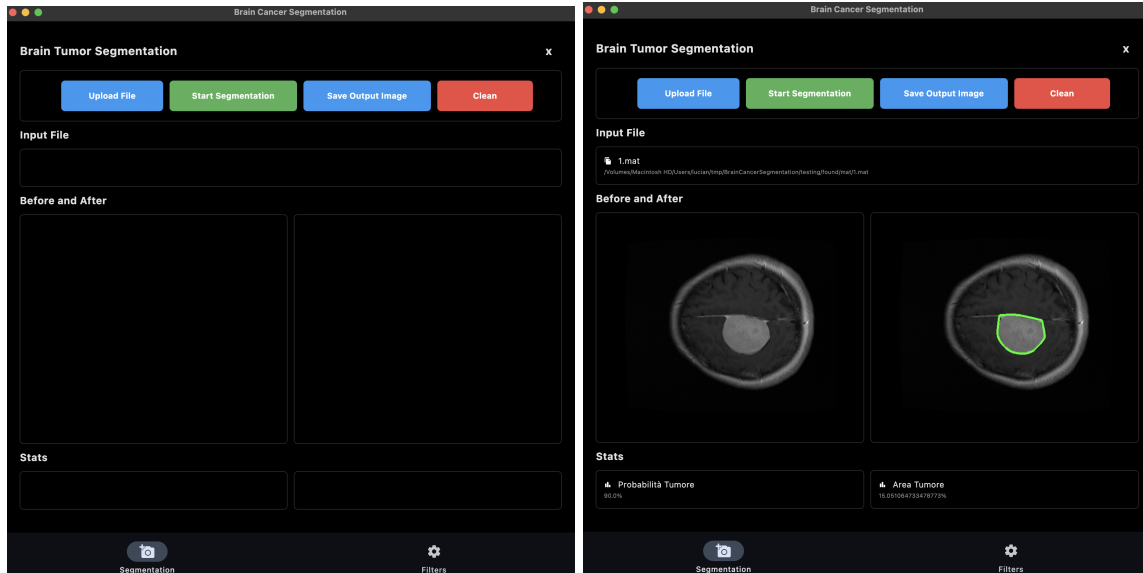 Brain Cancer Segmentation
Brain Tumor Segmentation x
Upload File Start Segmentation Save Output Image Clean
Input File
Before and After
Stats
Segmentation Filters
Brain Cancer Segmentation
Brain Tumor Segmentation x
Upload File Start Segmentation Save Output Image Clean
Input File
1.mat
/Volumes/Macintosh HD/Users/lucian/tmp/BrainCancerSegmentation/testing/found/mat/1.mat
Before and After
Stats
Probabilità Tumore Area Tumore
90.0% 15.051064733476773%
Segmentation Filters